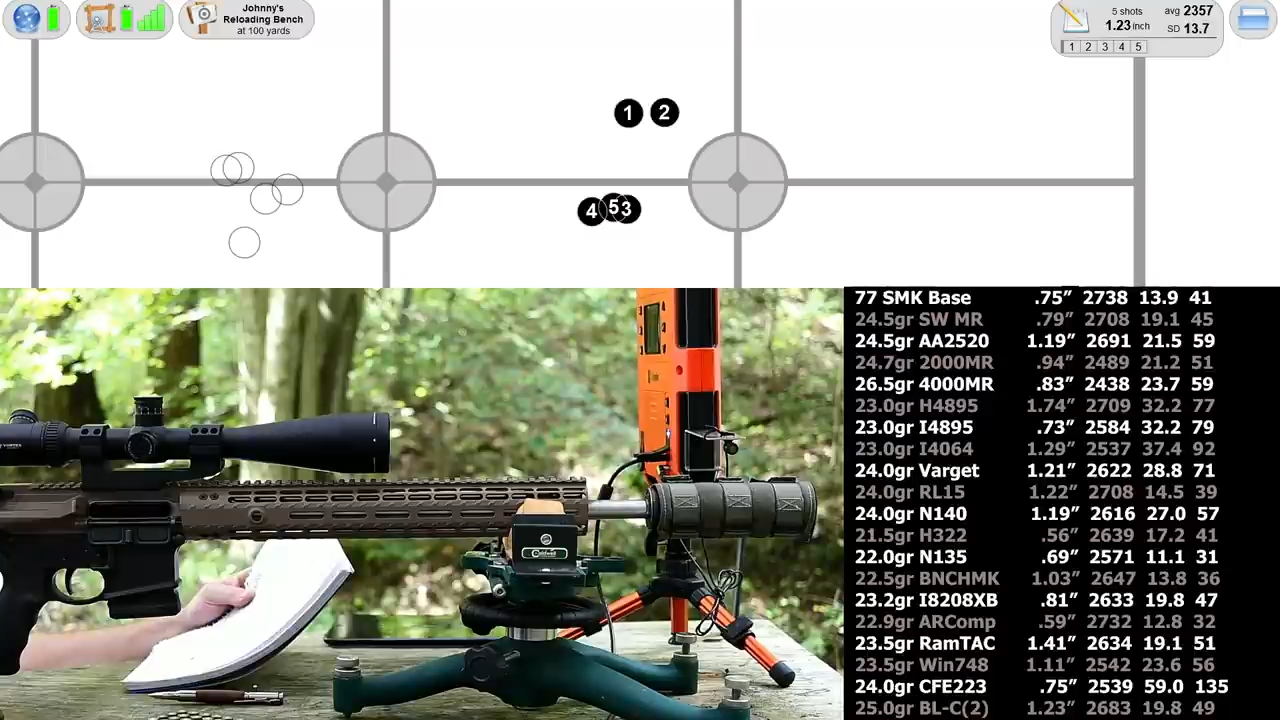 Johnny's
Reloading Bench
at 100 yards
5 shots
1.23 inch
avg 2357
SD 13.7
1 2 3 4 5
1 2
4 5 3
77 SMK Base .75" 2738 13.9 41
24.5gr SW MR .79" 2708 19.1 45
24.5gr AA2520 1.19" 2691 21.5 59
24.7gr 2000MR .94" 2489 21.2 51
26.5gr 4000MR .83" 2438 23.7 59
23.0gr H4895 1.74" 2709 32.2 77
23.0gr I4895 .73" 2584 32.2 79
23.0gr I4064 1.29" 2537 37.4 92
24.0gr Varget 1.21" 2622 28.8 71
24.0gr RL15 1.22" 2708 14.5 39
24.0gr N140 1.19" 2616 27.0 57
21.5gr H322 .56" 2639 17.2 41
22.0gr N135 .69" 2571 11.1 31
22.5gr BNCHMK 1.03" 2647 13.8 36
23.2gr I8208XB .81" 2633 19.8 47
22.9gr ARComp .59" 2732 12.8 32
23.5gr RamTAC 1.41" 2634 19.1 51
23.5gr Win748 1.11" 2542 23.6 56
24.0gr CFE223 .75" 2539 59.0 135
25.0gr BL-C(2) 1.23" 2683 19.8 49
Caldwell